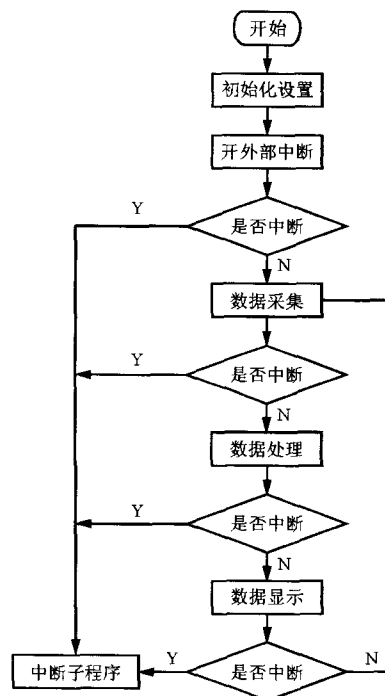 开始
初始化设置
开外部中断
Y
是否中断
N
数据采集
Y
是否中断
N
数据处理
Y
是否中断
N
数据显示
中断子程序
Y
是否中断
N